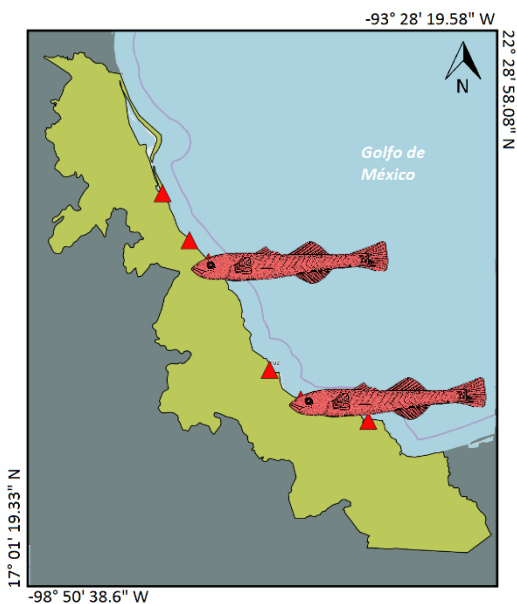 -93° 28' 19.58" W
22° 28' 58.08" N
N
Golfo de
México
17° 01' 19.33" N
-98° 50' 38.6" W